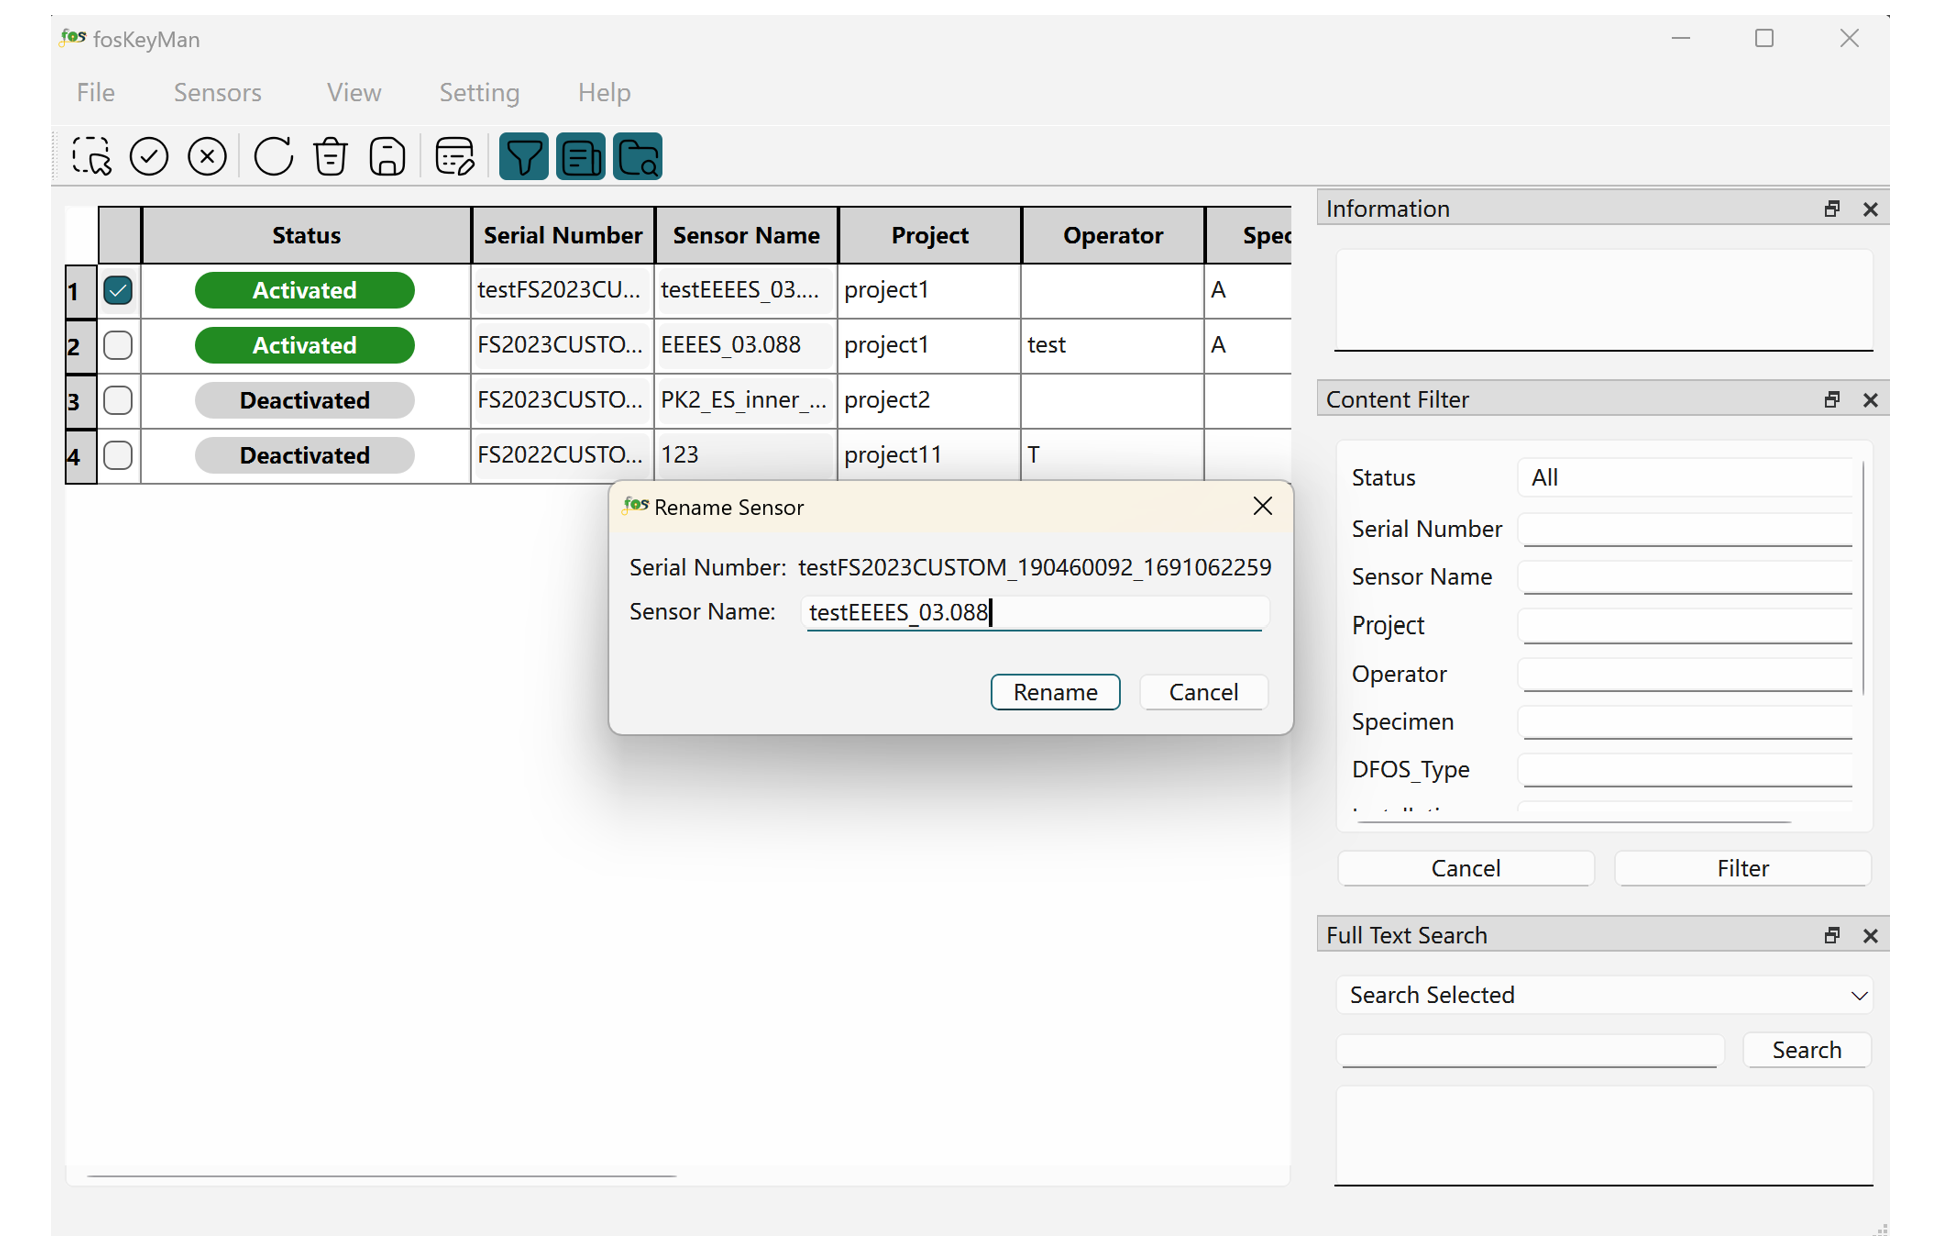 fos fosKeyMan
File Sensors View Setting Help
Status Serial Number Sensor Name Project Operator Spec
1 Activated testFS2023CU... testEEEES_03.... project1 A
2 Activated FS2023CUSTO... EEEES_03.088 project1 test A
3 Deactivated FS2023CUSTO... PK2_ES_inner_... project2
4 Deactivated FS2022CUSTO... 123 project11 T
fos Rename Sensor
Serial Number: testFS2023CUSTOM_190460092_1691062259
Sensor Name: testEEEES_03.088
Rename Cancel
Information
Content Filter
Status All
Serial Number
Sensor Name
Project
Operator
Specimen
DFOS_Type
Cancel Filter
Full Text Search
Search Selected
Search